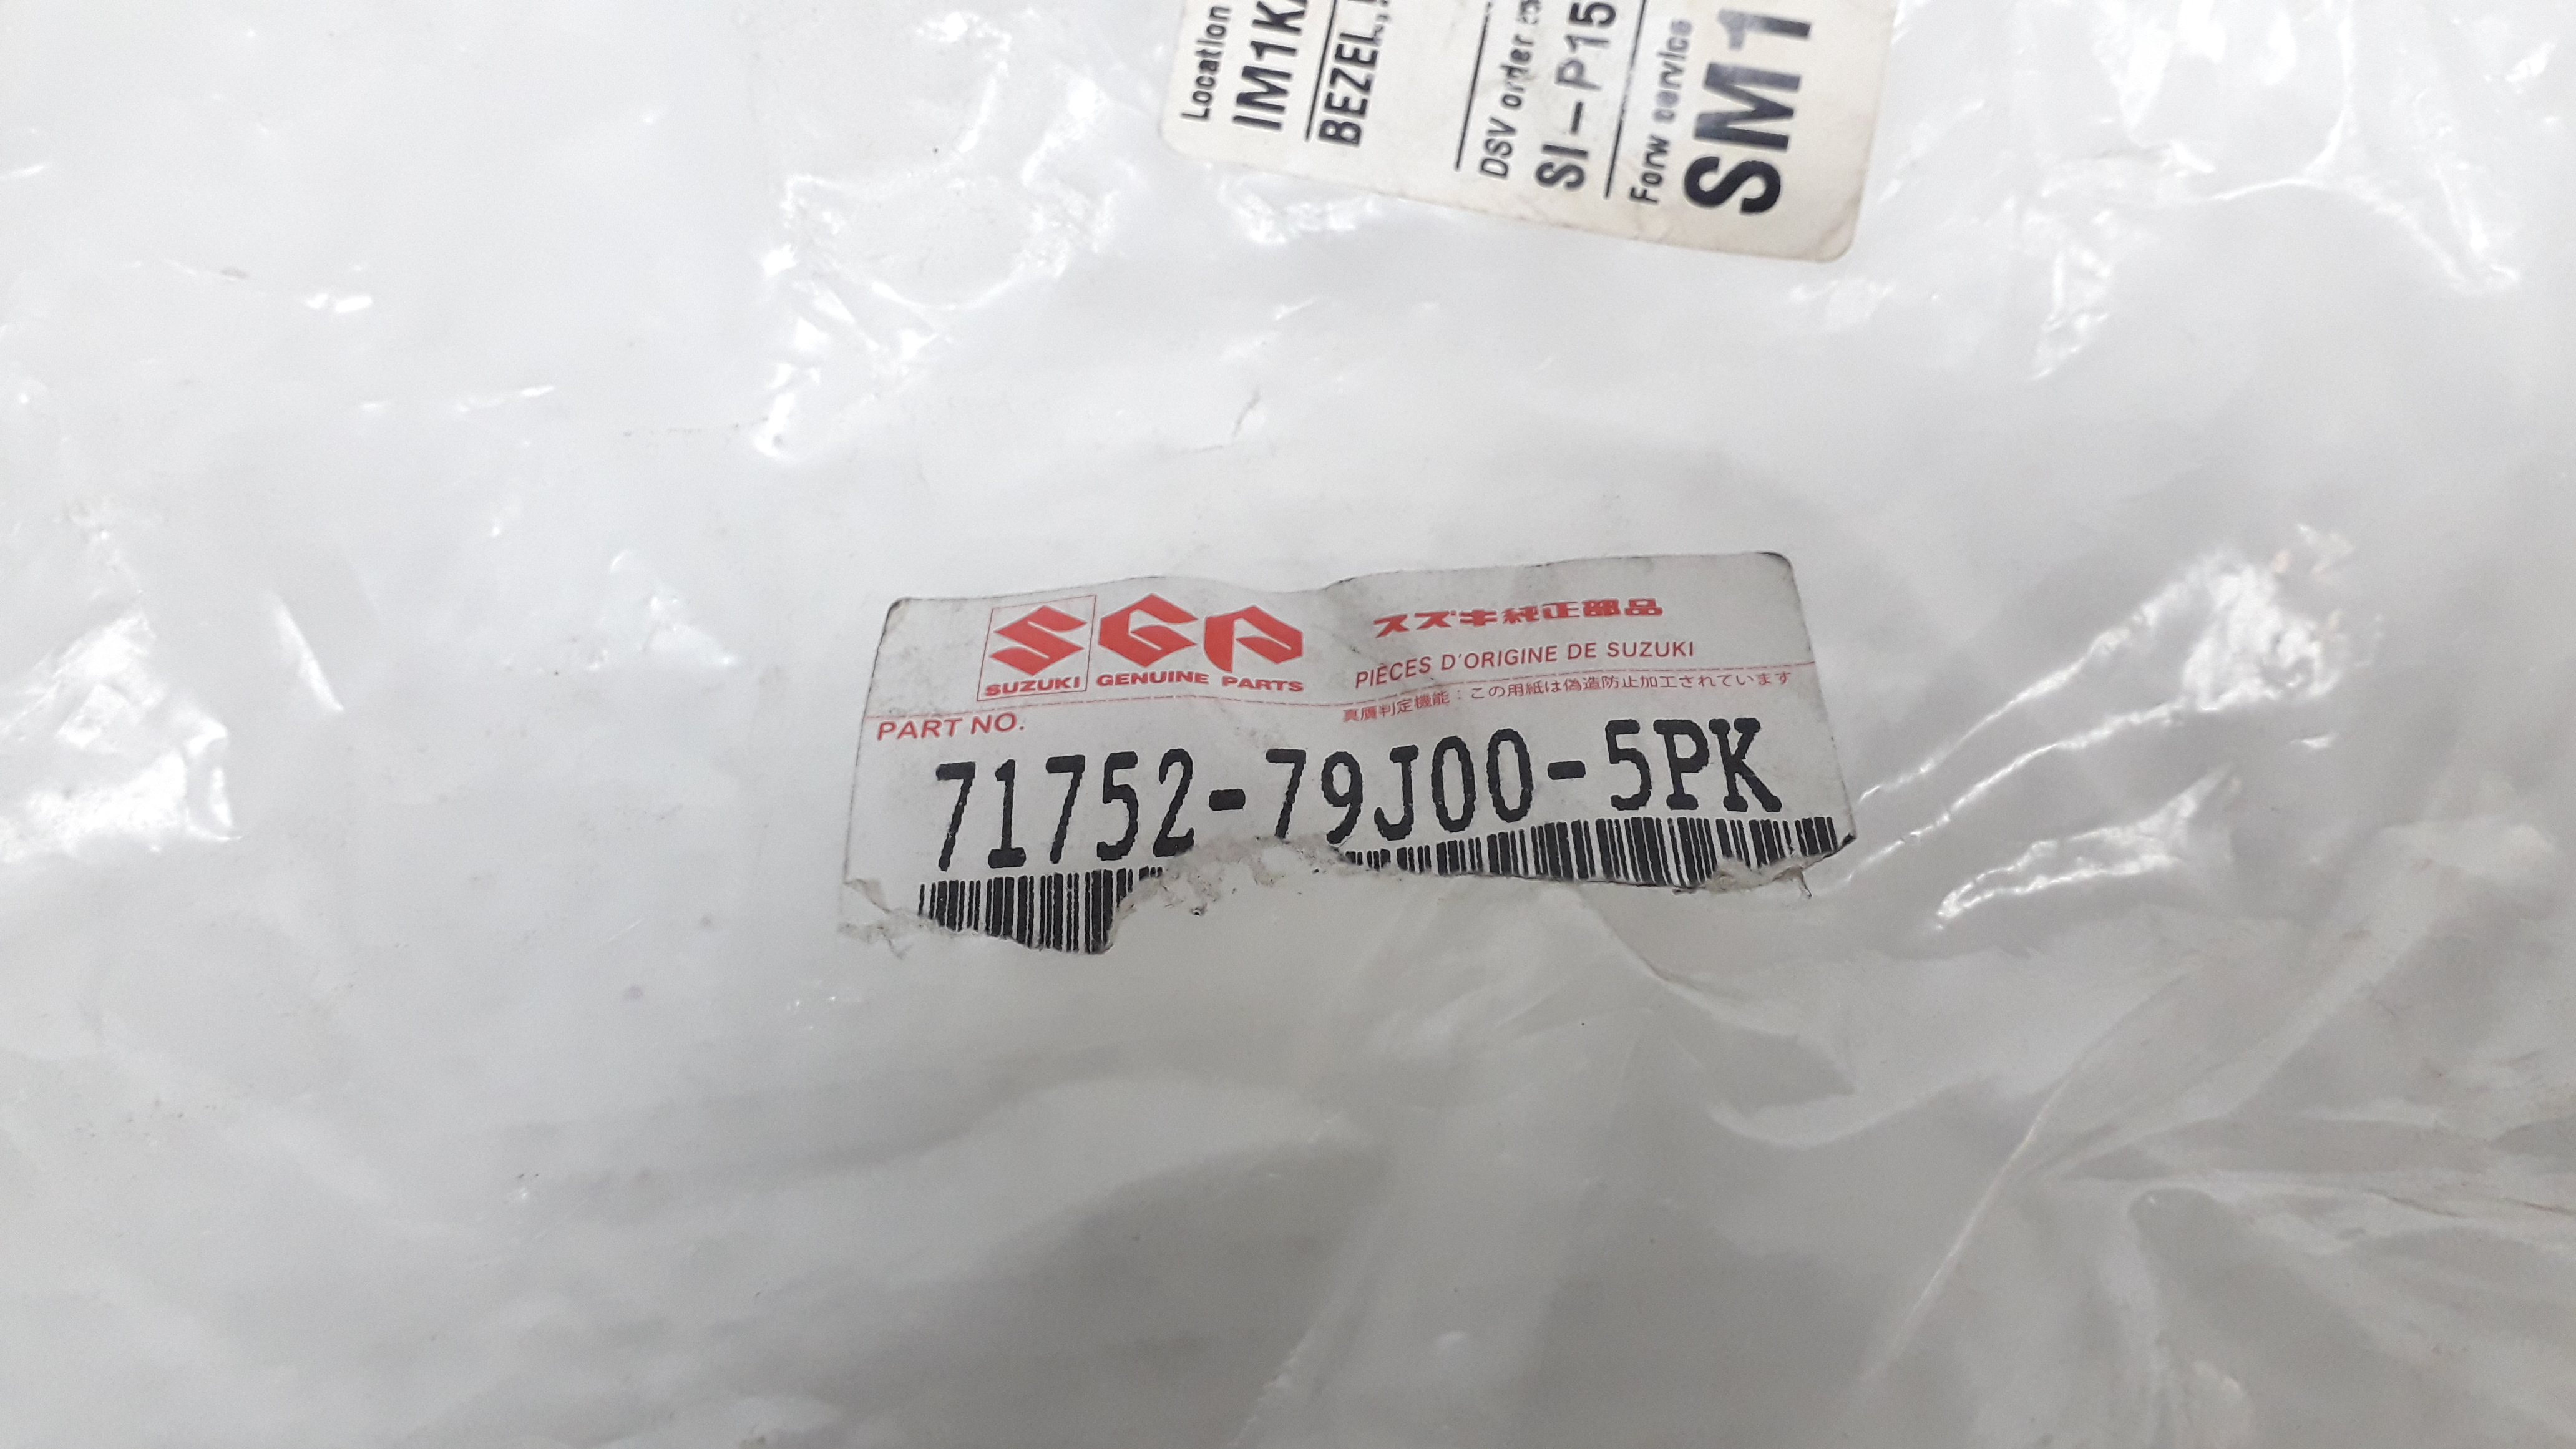 Location
IM1K
BEZEL,
DSV order
SI-P15
Forw service
SM1
SGP
SUZUKI GENUINE PARTS
スズキ純正部品
PIÈCES D'ORIGINE DE SUZUKI
真贋判定機能:この用紙は偽造防止加工されています
PART NO.
71752-79J00-5PK